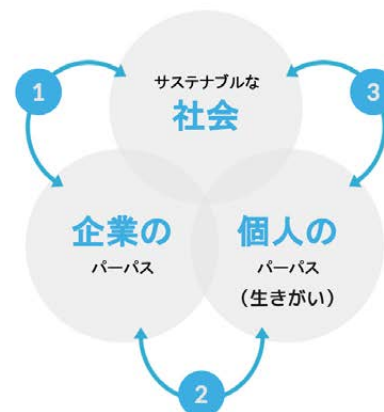 1
サステナブルな
社会
3
企業の
パーパス
個人の
パーパス
（生きがい）
2